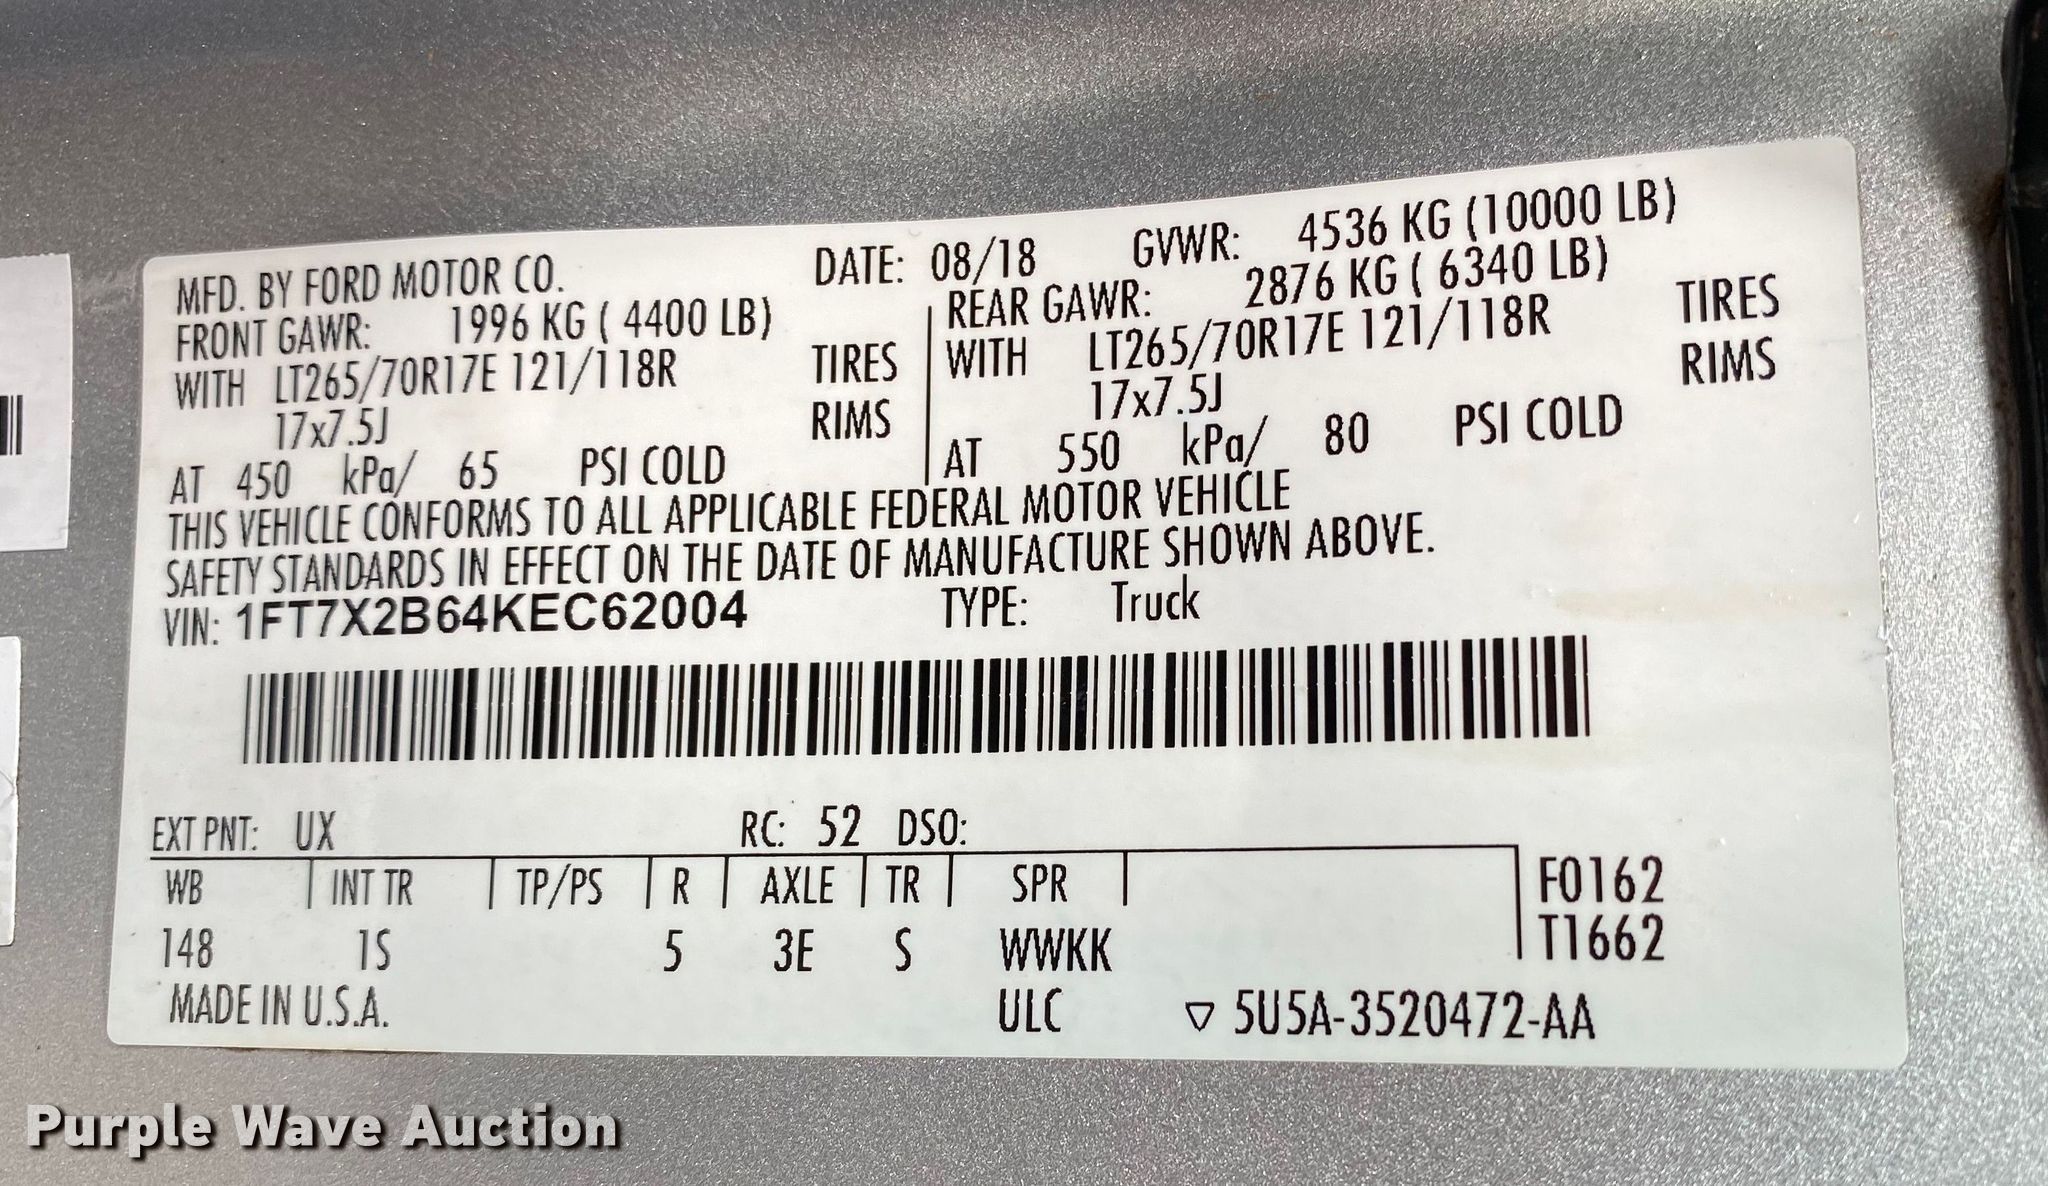 MFD. BY FORD MOTOR CO. DATE: 08/18 GVWR: 4536 KG (10000 LB)
FRONT GAWR: 1996 KG ( 4400 LB) REAR GAWR: 2876 KG ( 6340 LB)
WITH LT265/70R17E 121/118R TIRES WITH LT265/70R17E 121/118R TIRES
17x7.5J RIMS 17x7.5J RIMS
AT 450 kPa/ 65 PSI COLD AT 550 kPa/ 80 PSI COLD
THIS VEHICLE CONFORMS TO ALL APPLICABLE FEDERAL MOTOR VEHICLE
SAFETY STANDARDS IN EFFECT ON THE DATE OF MANUFACTURE SHOWN ABOVE.
VIN: 1FT7X2B64KEC62004 TYPE: Truck
EXT PNT: UX RC: 52 DSO:
WB INT TR TP/PS R AXLE TR SPR F0162
148 1S 5 3E S WWKK T1662
MADE IN U.S.A. ULC ▽ 5U5A-3520472-AA
Purple Wave Auction